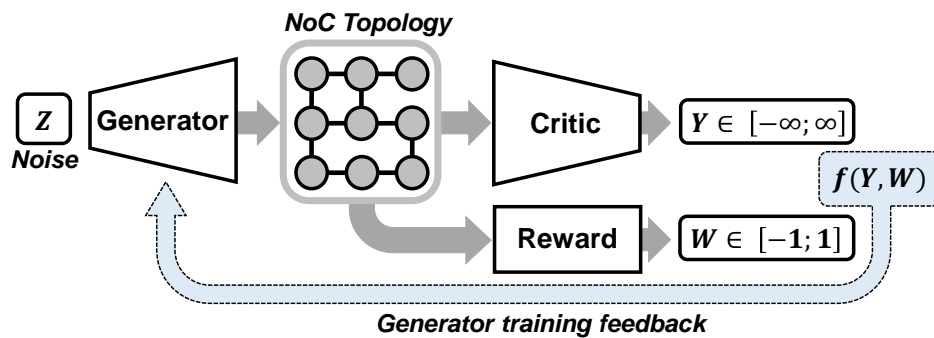 NoC Topology
Z
Noise
Generator
Critic
Y ∈ [−∞; ∞]
f(Y, W)
Reward
W ∈ [−1; 1]
Generator training feedback